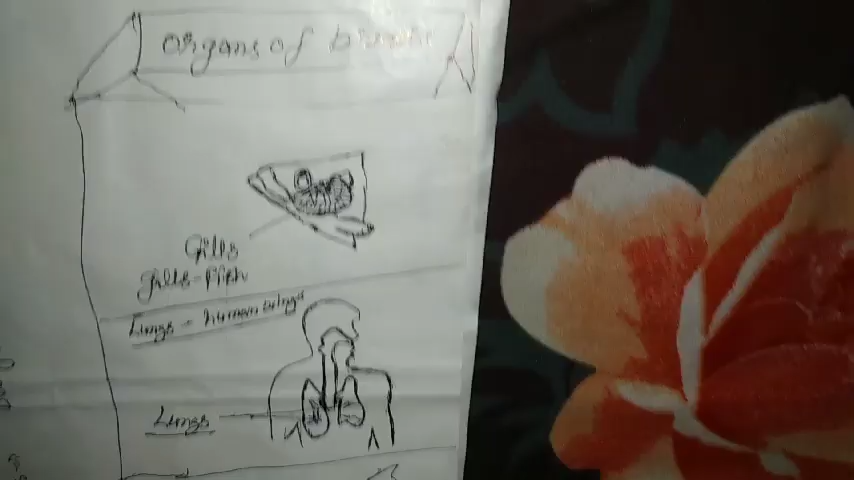 organs of
Gills
gills-Fish
Lungs - human beings
Lungs